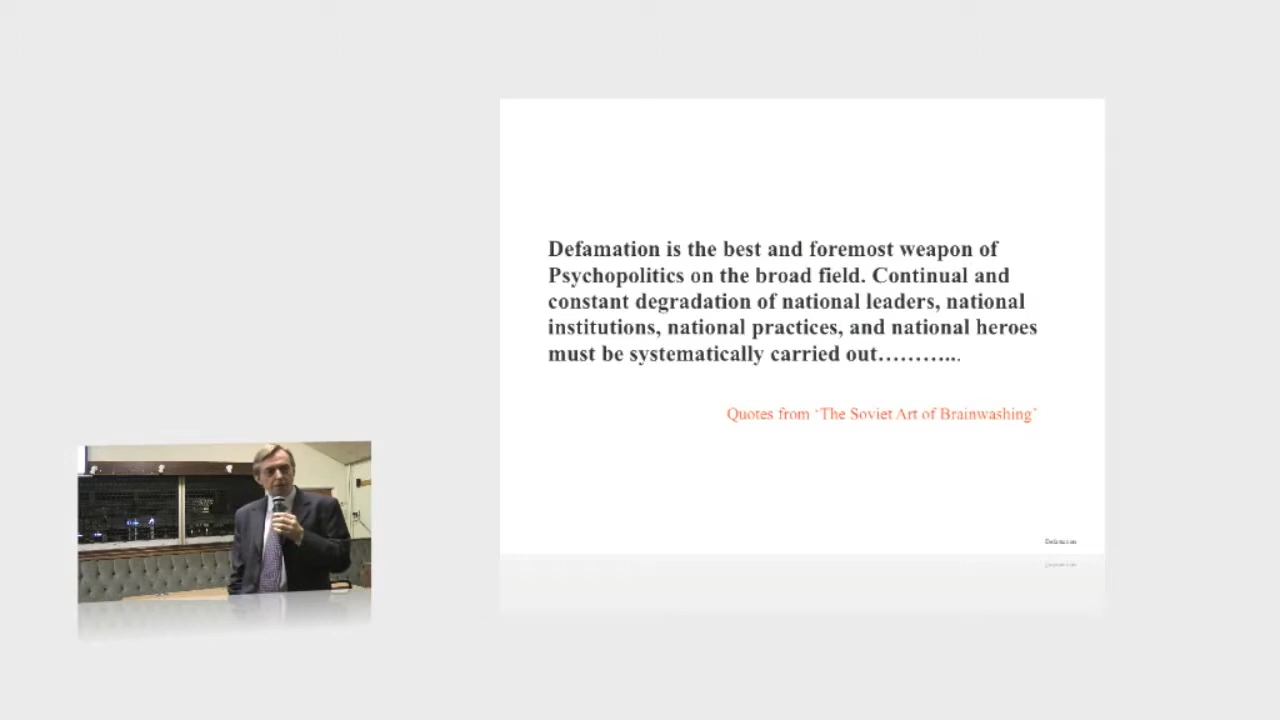 Defamation is the best and foremost weapon of
Psychopolitics on the broad field. Continual and
constant degradation of national leaders, national
institutions, national practices, and national heroes
must be systematically carried out………...
Quotes from ‘The Soviet Art of Brainwashing’
Defamation